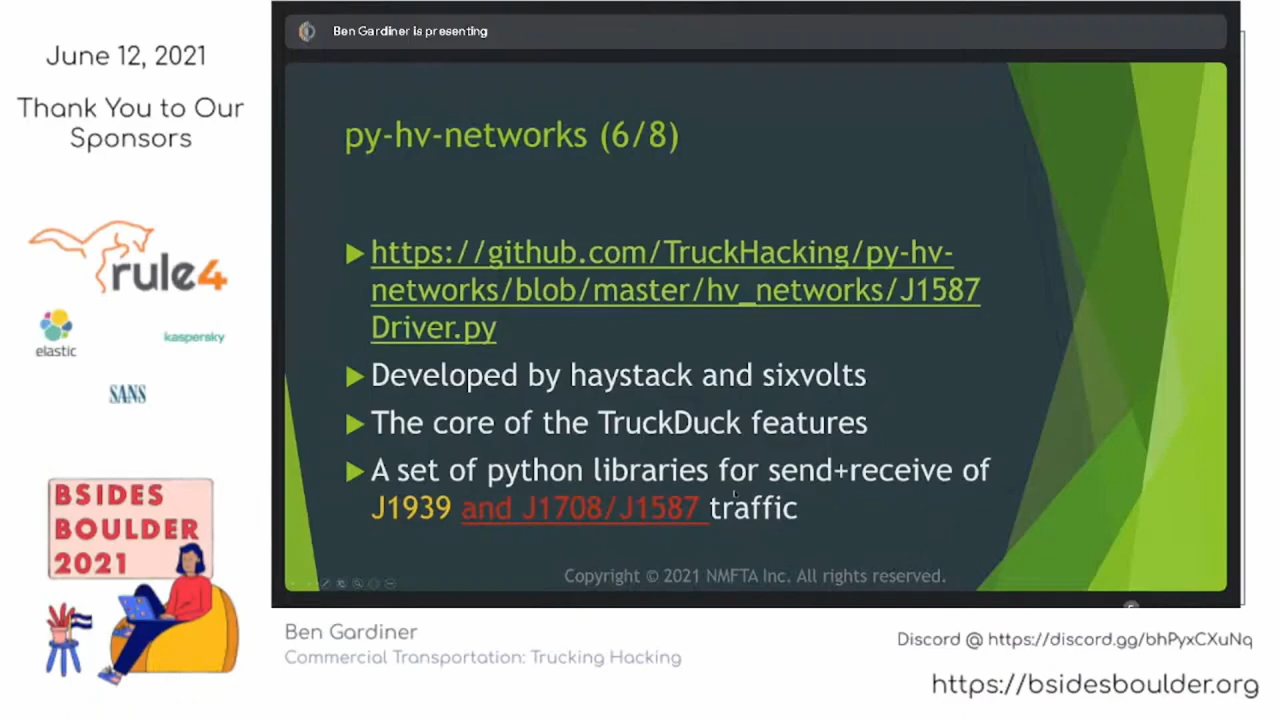 June 12, 2021
Thank You to Our
Sponsors
rule4
elastic
kaspersky
SANS
BSIDES
BOULDER
2021
Ben Gardiner is presenting
py-hv-networks (6/8)
https://github.com/TruckHacking/py-hv-
networks/blob/master/hv_networks/J1587
Driver.py
Developed by haystack and sixvolts
The core of the TruckDuck features
A set of python libraries for send+receive of
J1939 and J1708/J1587 traffic
Copyright © 2021 NMFTA Inc. All rights reserved.
Ben Gardiner
Commercial Transportation: Trucking Hacking
Discord @ https://discord.gg/bhPyxCXuNq
https://bsidesboulder.org